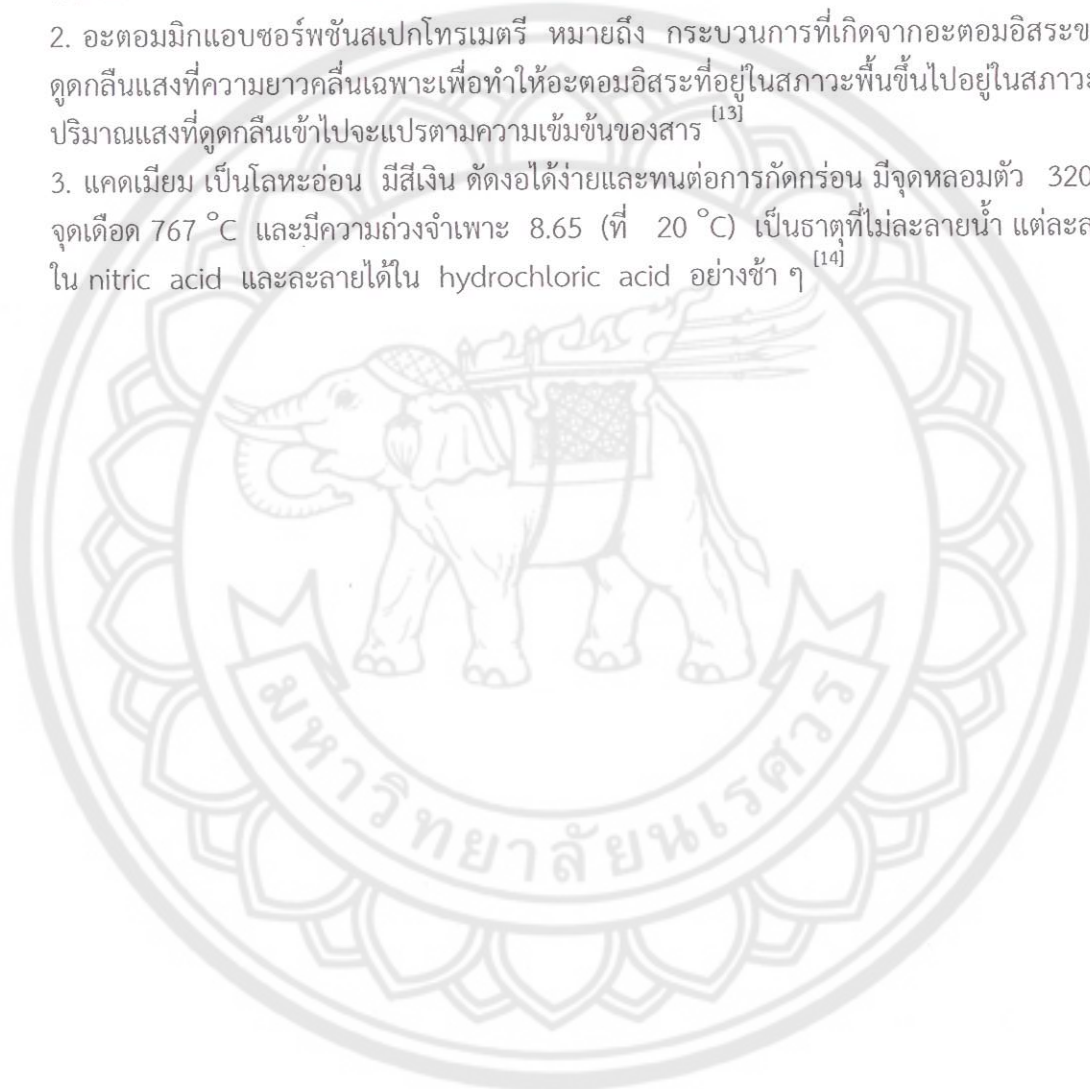 2. อะตอมมิกแอบซอร์พชันสเปกโทรเมตรี หมายถึง กระบวนการที่เกิดจากอะตอมอิสระข
ดูดกลืนแสงที่ความยาวคลื่นเฉพาะเพื่อทำให้อะตอมอิสระที่อยู่ในสภาวะพื้นขึ้นไปอยู่ในสภาวะ
ปริมาณแสงที่ดูดกลืนเข้าไปจะแปรตามความเข้มข้นของสาร [13]
3. แคดเมียม เป็นโลหะอ่อน มีสีเงิน ดัดงอได้ง่ายและทนต่อการกัดกร่อน มีจุดหลอมตัว 320
จุดเดือด 767 °C และมีความถ่วงจำเพาะ 8.65 (ที่ 20 °C) เป็นธาตุที่ไม่ละลายน้ำ แต่ละล
ใน nitric acid และละลายได้ใน hydrochloric acid อย่างช้า ๆ [14]
มหาวิทยาลัยนเรศวร